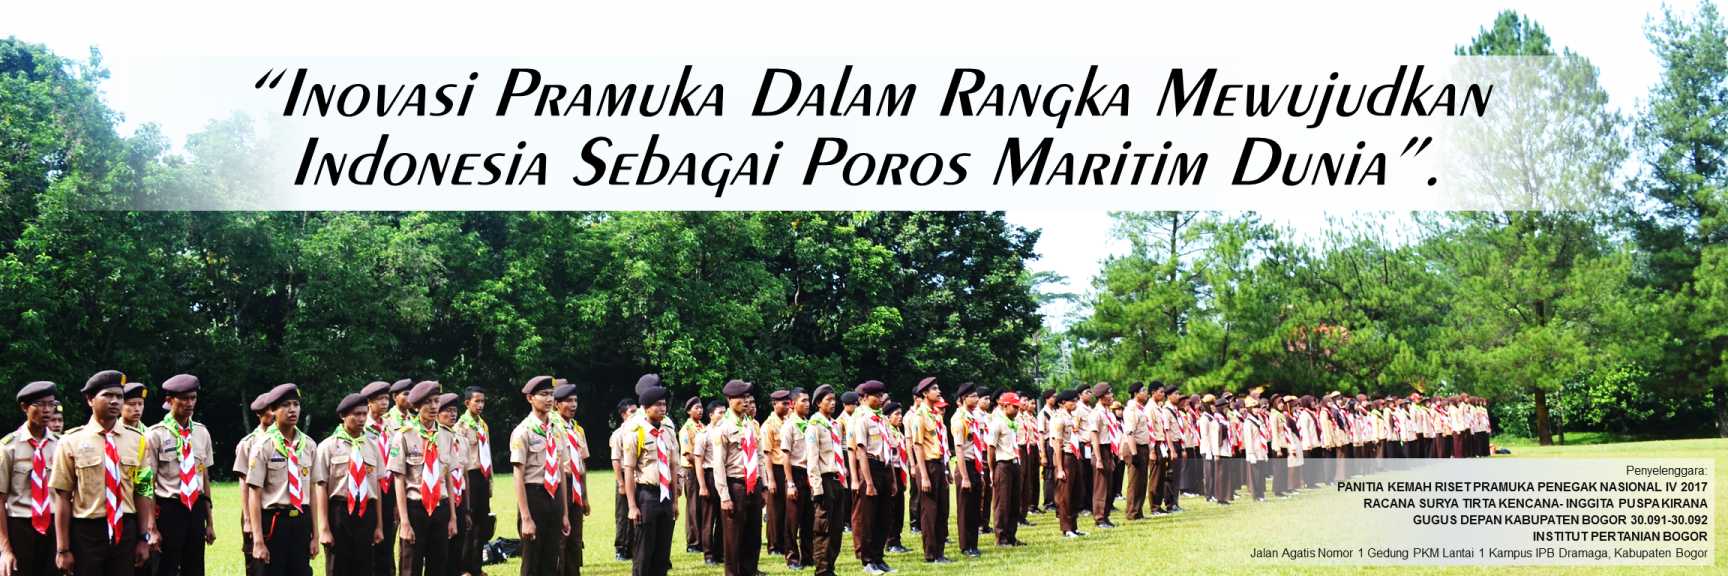 “Inovasi Pramuka Dalam Rangka Mewujudkan
Indonesia Sebagai Poros Maritim Dunia”.
Penyelenggara:
PANITIA KEMAH RISET PRAMUKA PENEGAK NASIONAL IV 2017
RACANA SURYA TIRTA KENCANA- INGGITA PUSPAKIRANA
GUGUS DEPAN KABUPATEN BOGOR 30.091-30.092
INSTITUT PERTANIAN BOGOR
Jalan Agatis Nomor 1 Gedung PKM Lantai 1 Kampus IPB Dramaga, Kabupaten Bogor